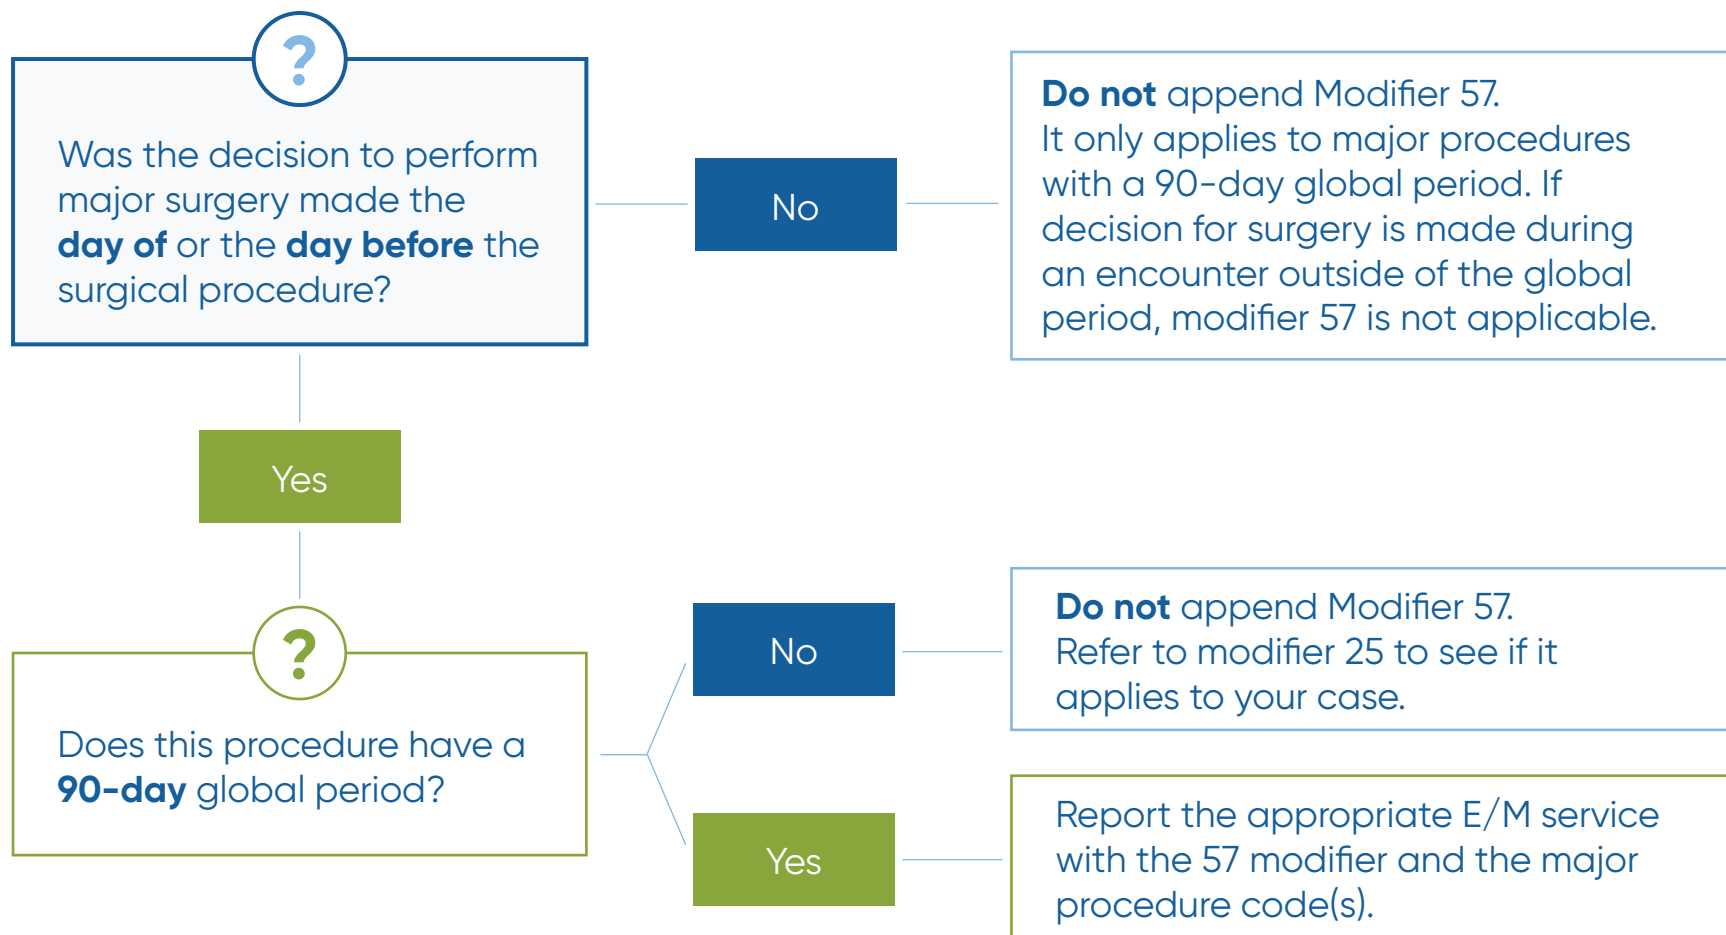 ?
Was the decision to perform
major surgery made the
day of or the day before the
surgical procedure?
No
Do not append Modifier 57.
It only applies to major procedures
with a 90-day global period. If
decision for surgery is made during
an encounter outside of the global
period, modifier 57 is not applicable.
Yes
?
Does this procedure have a
90-day global period?
No
Do not append Modifier 57.
Refer to modifier 25 to see if it
applies to your case.
Yes
Report the appropriate E/M service
with the 57 modifier and the major
procedure code(s).